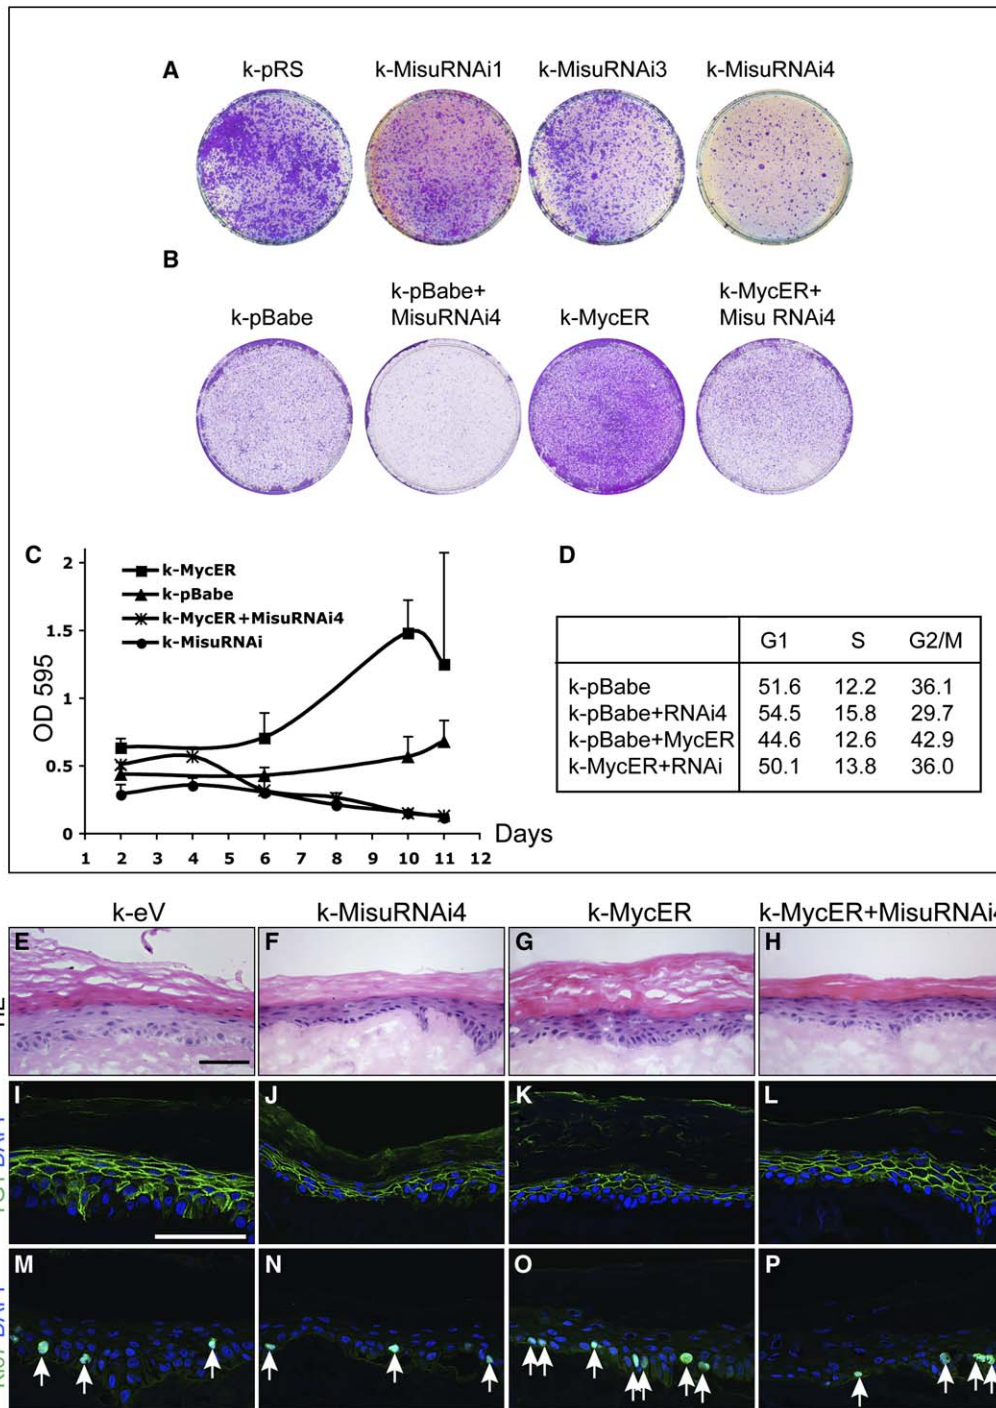 A
k-pRS
k-MisuRNAi1
k-MisuRNAi3
k-MisuRNAi4
B
k-pBabe
k-pBabe+
MisuRNAi4
k-MycER
k-MycER+
Misu RNAi4
C
k-MycER
k-pBabe
k-MycER+MisuRNAi4
k-MisuRNAi
OD 595
2
1.5
1
0.5
0
1 2 3 4 5 6 7 8 9 10 11 12
Days
D
G1 S G2/M
k-pBabe 51.6 12.2 36.1
k-pBabe+RNAi4 54.5 15.8 29.7
k-pBabe+MycER 44.6 12.6 42.9
k-MycER+RNAi 50.1 13.8 36.0
k-eV
k-MisuRNAi4
k-MycER
k-MycER+MisuRNAi4
E
F
G
H
I
J
K
L
M
N
O
P